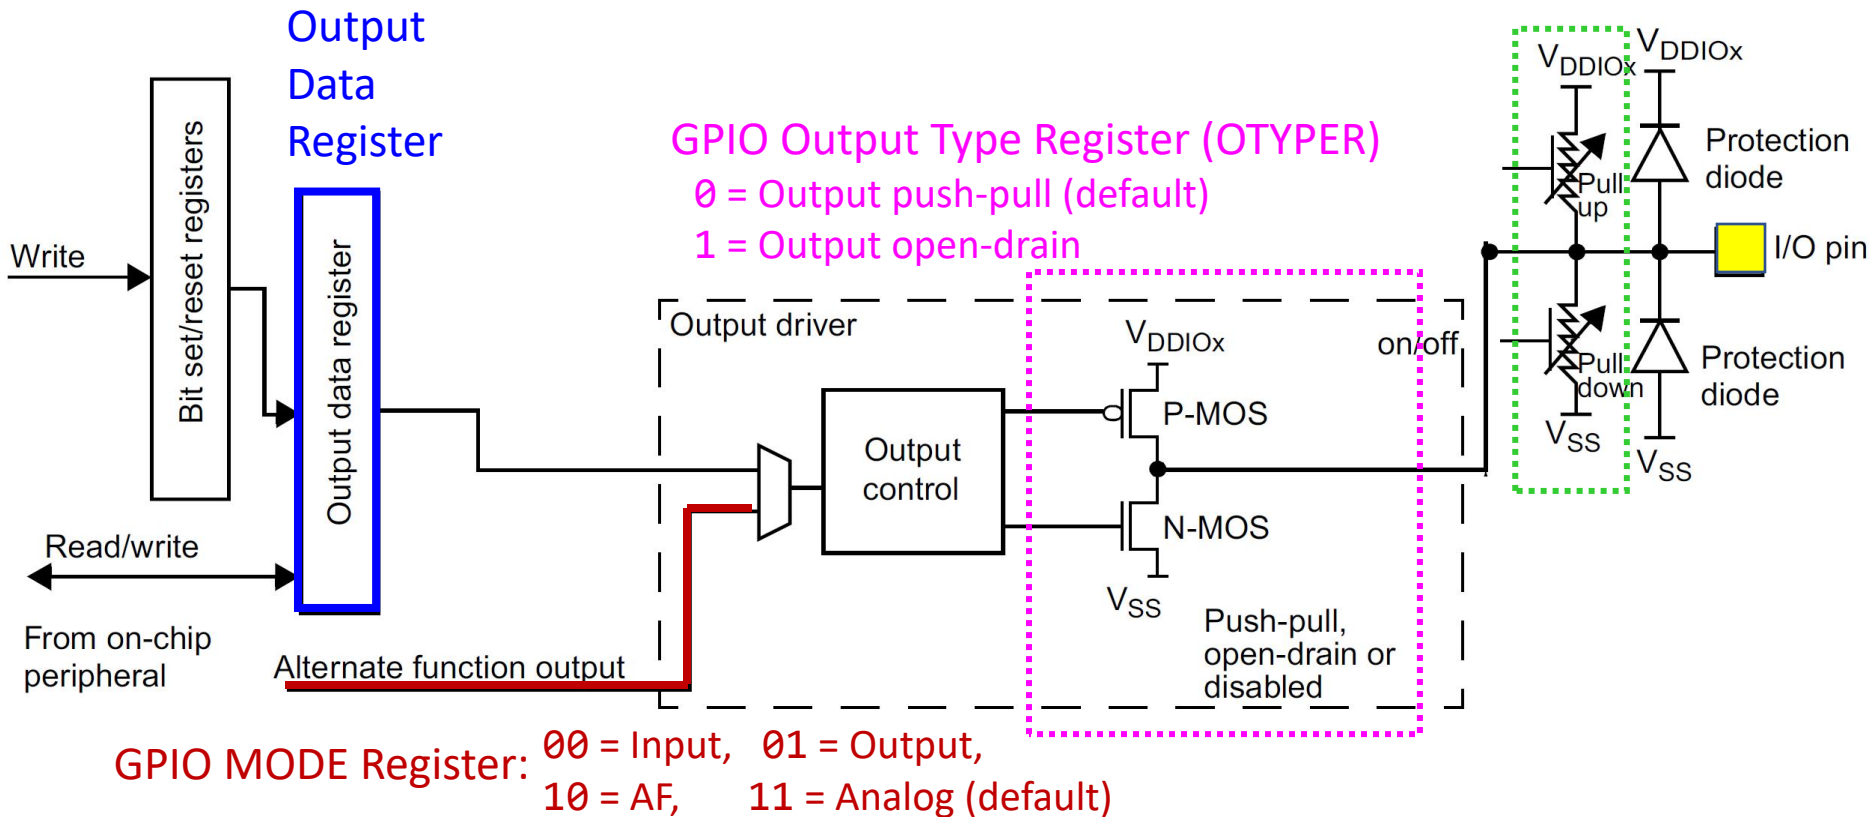 Output
Data
Register
Bit set/reset registers
Output data register
Write
Read/write
From on-chip
peripheral
Alternate function output
GPIO Output Type Register (OTYPER)
0 = Output push-pull (default)
1 = Output open-drain
Output driver
Output
control
VDDIOx
P-MOS
N-MOS
VSS
on/off
Push-pull,
open-drain or
disabled
VDDIOx
Pull
up
Pull
down
VSS
VDDIOx
Protection
diode
I/O pin
Protection
diode
VSS
GPIO MODE Register:
00 = Input, 01 = Output,
10 = AF, 11 = Analog (default)